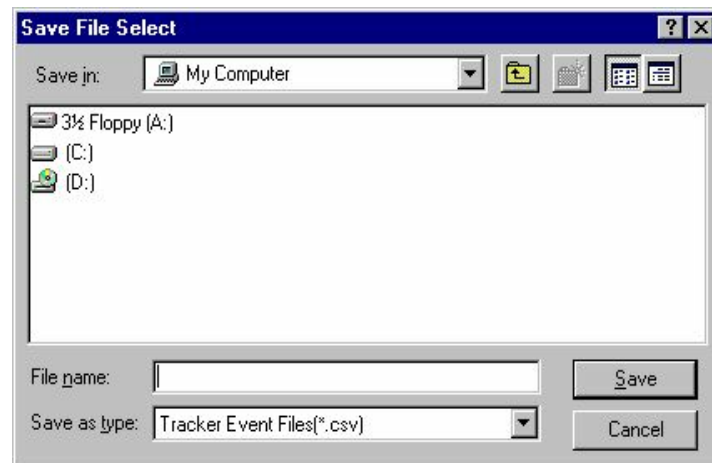 Save File Select
Save in: My Computer
3½ Floppy (A:)
(C:)
(D:)
File name: Save
Save as type: Tracker Event Files(*.csv) Cancel